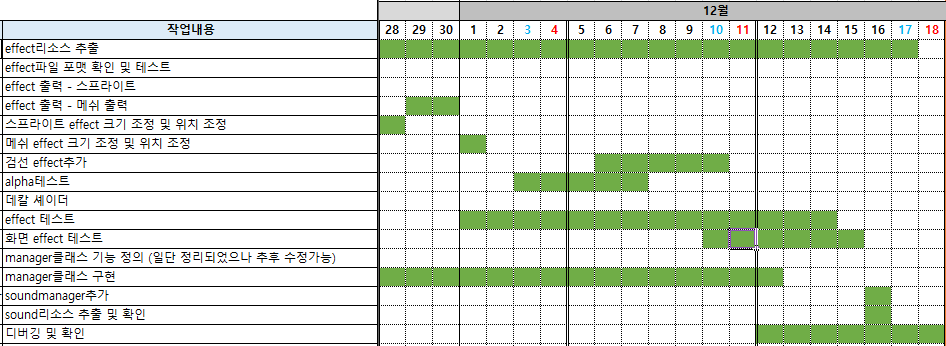 12월
작업내용 28 29 30 1 2 3 4 5 6 7 8 9 10 11 12 13 14 15 16 17 18
effect리소스 추출
effect파일 포맷 확인 및 테스트
effect 출력 - 스프라이트
effect 출력 - 메쉬 출력
스프라이트 effect 크기 조정 및 위치 조정
메쉬 effect 크기 조정 및 위치 조정
검선 effect추가
alpha테스트
데칼 셰이더
effect 테스트
화면 effect 테스트
manager클래스 기능 정의 (일단 정리되었으나 추후 수정가능)
manager클래스 구현
soundmanager추가
sound리소스 추출 및 확인
디버깅 및 확인